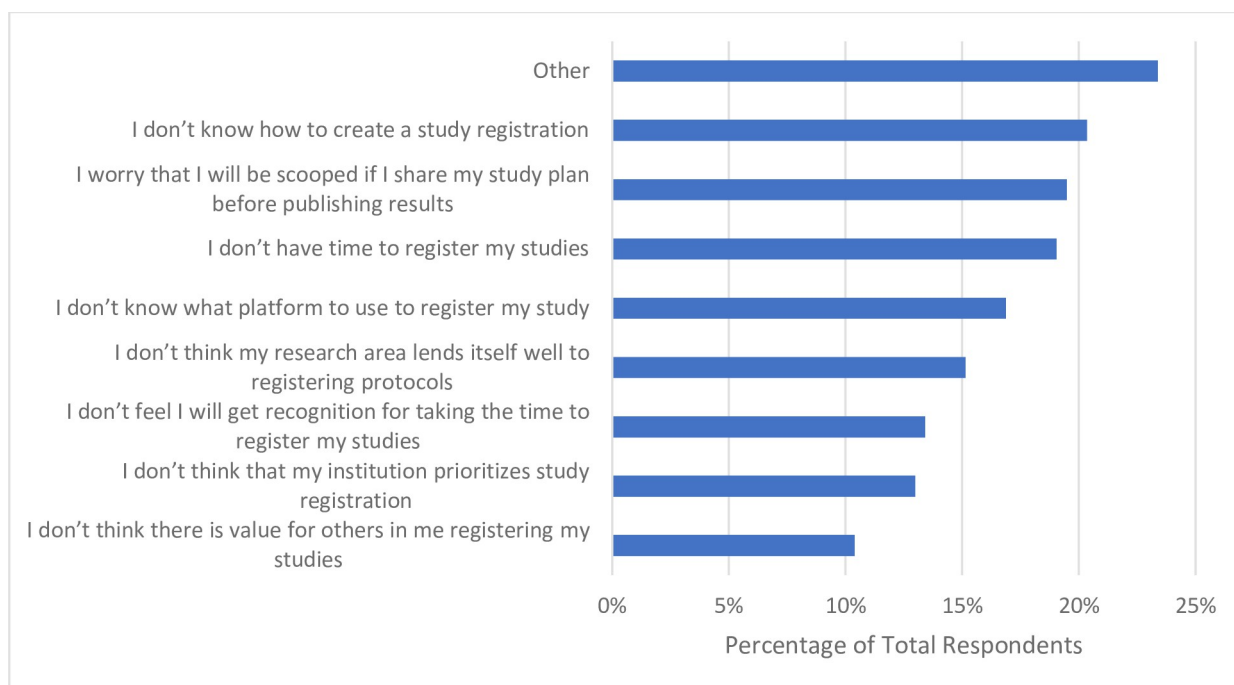 Other
I don’t know how to create a study registration
I worry that I will be scooped if I share my study plan
before publishing results
I don’t have time to register my studies
I don’t know what platform to use to register my study
I don’t think my research area lends itself well to
registering protocols
I don’t feel I will get recognition for taking the time to
register my studies
I don’t think that my institution prioritizes study
registration
I don’t think there is value for others in me registering my
studies
0% 5% 10% 15% 20% 25%
Percentage of Total Respondents